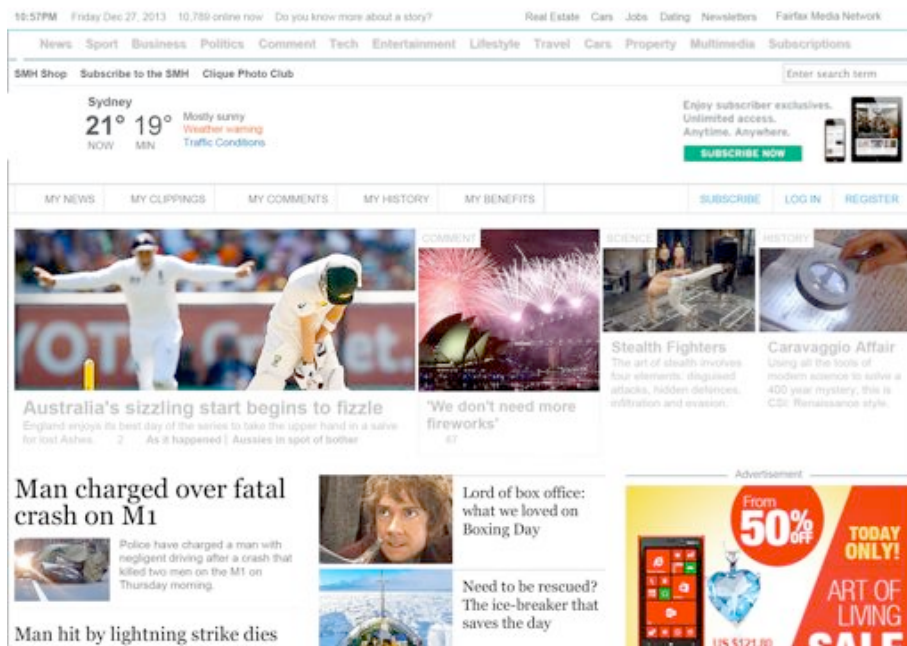 10:57PM Friday Dec 27, 2013 10,789 online now Do you know more about a story?
Real Estate Cars Jobs Dating Newsletters Fairfax Media Network
News Sport Business Politics Comment Tech Entertainment Lifestyle Travel Cars Property Multimedia Subscriptions
SMH Shop Subscribe to the SMH Clique Photo Club
Enter search term
Sydney
21° 19°
NOW MIN
Mostly sunny
Weather warning
Traffic Conditions
Enjoy subscriber exclusives.
Unlimited access.
Anytime. Anywhere.
SUBSCRIBE NOW
MY NEWS MY CLIPPINGS MY COMMENTS MY HISTORY MY BENEFITS SUBSCRIBE LOG IN REGISTER
Australia's sizzling start begins to fizzle
England enjoys its best day of the series to take the upper hand in a salve
for lost Ashes. 2 As it happened | Aussies in spot of bother
COMMENT
'We don't need more
fireworks'
67
SCIENCE
Stealth Fighters
The art of stealth involves
four elements: disguised
attacks, hidden defences,
infiltration and evasion.
HISTORY
Caravaggio Affair
Using all the tools of
modern science to solve a
400 year mystery, this is
CSI: Renaissance style.
Man charged over fatal
crash on M1
Police have charged a man with
negligent driving after a crash that
killed two men on the M1 on
Thursday morning.
Man hit by lightning strike dies
Lord of box office:
what we loved on
Boxing Day
Need to be rescued?
The ice-breaker that
saves the day
Advertisement
From
50% OFF
TODAY
ONLY!
ART OF
LIVING
SALE
US $121.80